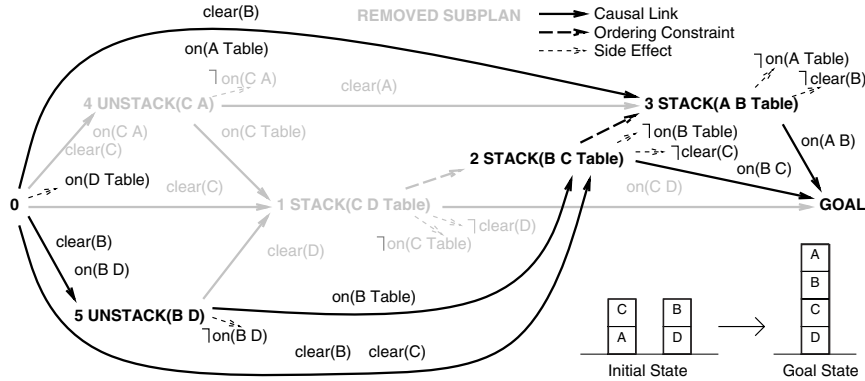 clear(B)
REMOVED SUBPLAN
Causal Link
Ordering Constraint
Side Effect
on(A Table)
¬on(C A)
clear(A)
¬on(A Table)
¬clear(B)
4 UNSTACK(C A)
3 STACK(A B Table)
on(C A)
clear(C)
on(C Table)
¬on(B Table)
¬clear(C)
on(A B)
2 STACK(B C Table)
on(B C)
on(D Table)
clear(C)
on(C D)
0
1 STACK(C D Table)
GOAL
¬clear(D)
¬on(C Table)
clear(B)
on(B D)
clear(D)
on(B Table)
5 UNSTACK(B D)
¬on(B D)
clear(B) clear(C)
C
A
B
D
Initial State
A
B
C
D
Goal State